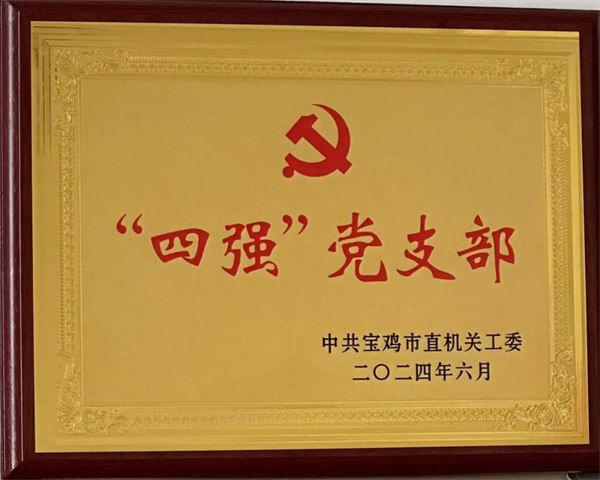 “四强”党支部
中共宝鸡市直机关工委
二〇二四年六月